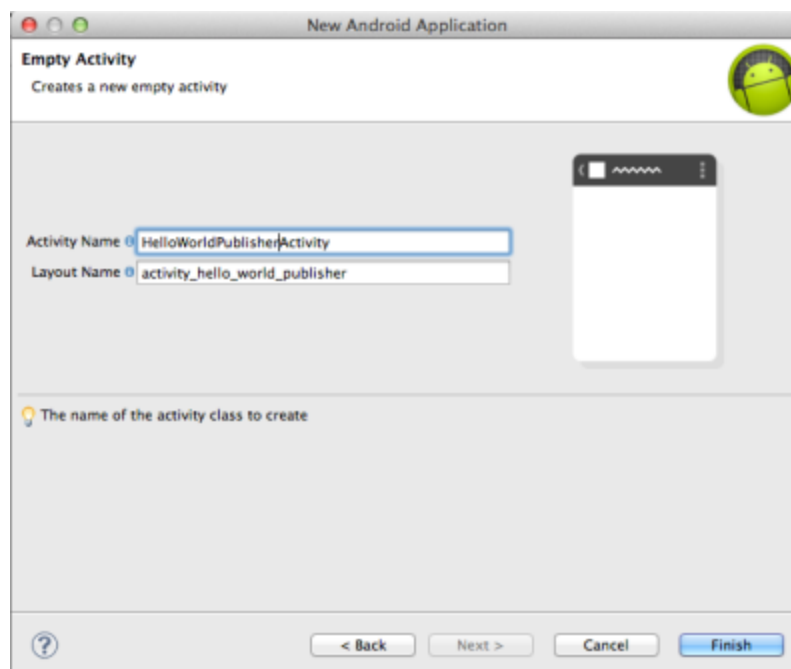 New Android Application
Empty Activity
Creates a new empty activity
Activity Name HelloWorldPublisherActivity
Layout Name activity_hello_world_publisher
The name of the activity class to create
< Back Next > Cancel Finish